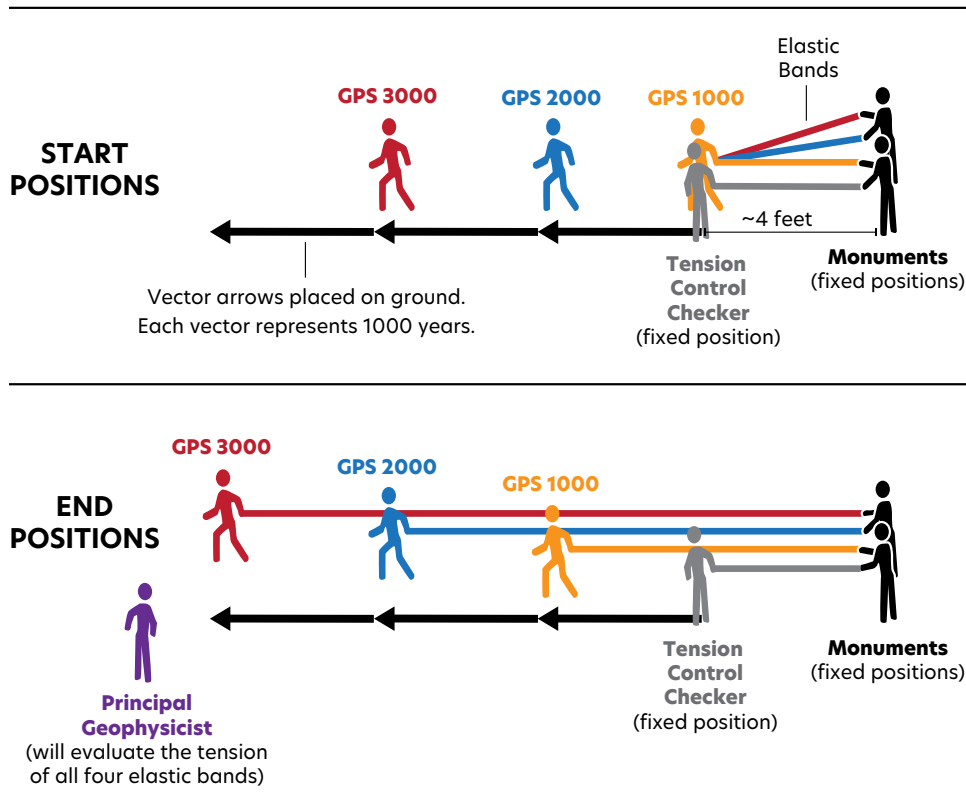 Elastic
Bands
GPS 3000
GPS 2000
GPS 1000
START
POSITIONS
~4 feet
Vector arrows placed on ground.
Each vector represents 1000 years.
Tension
Control
Checker
(fixed position)
Monuments
(fixed positions)
GPS 3000
GPS 2000
GPS 1000
END
POSITIONS
Tension
Control
Checker
(fixed position)
Monuments
(fixed positions)
Principal
Geophysicist
(will evaluate the tension
of all four elastic bands)